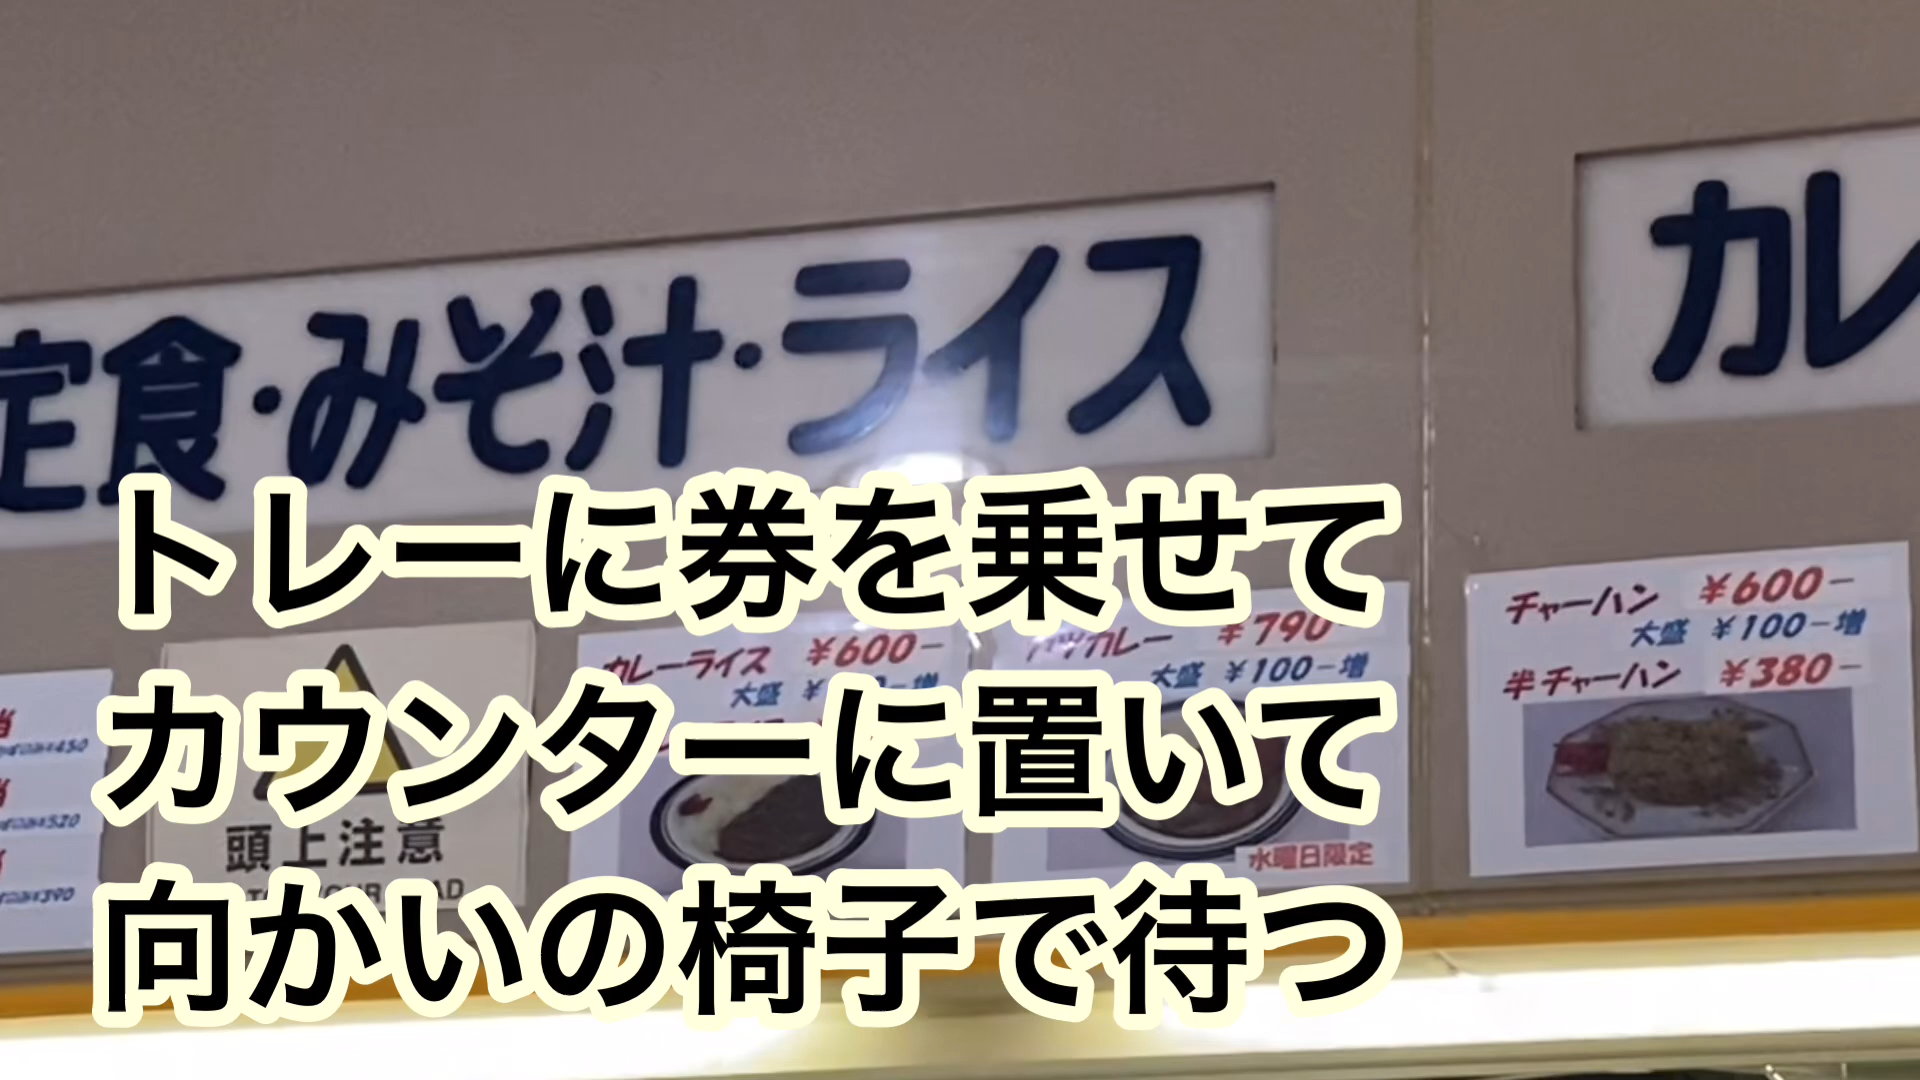 定食・みそ汁・ライス
カレ
トレーに券を乗せて
カウンターに置いて
向かいの椅子で待つ
カレーライス ¥600-
大盛
カレー ¥790
大盛 ¥100-増
水曜日限定
チャーハン ¥600-
大盛 ¥100-増
半チャーハン ¥380-
頭上注意